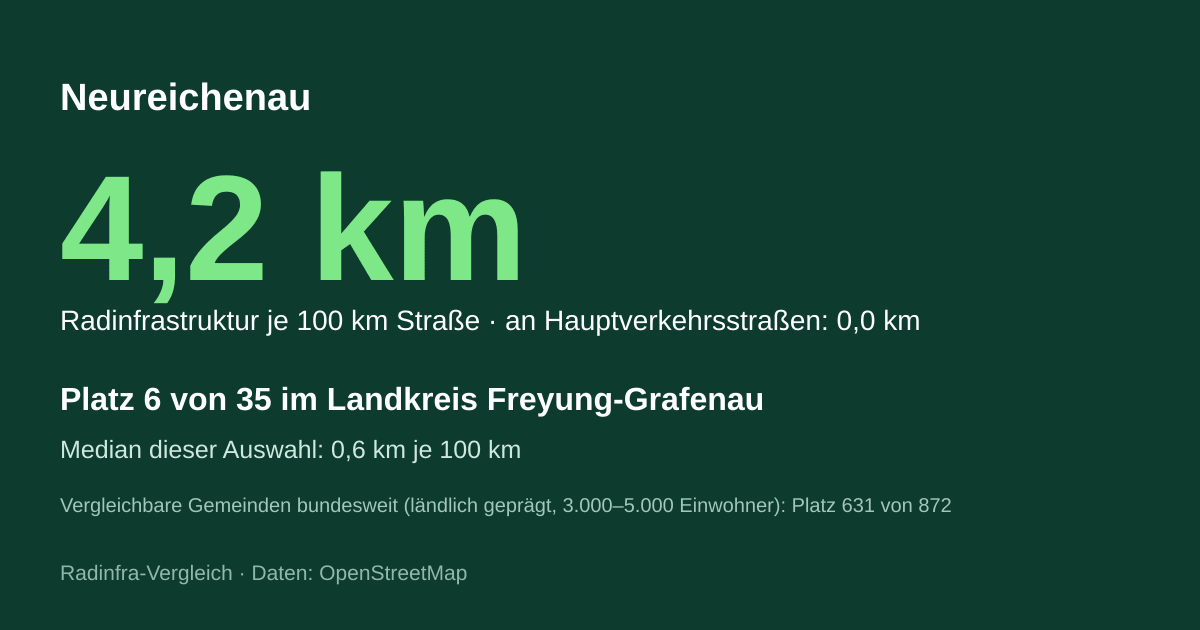 Neureichenau
4,2 km
Radinfrastruktur je 100 km Straße · an Hauptverkehrsstraßen: 0,0 km
Platz 6 von 35 im Landkreis Freyung-Grafenau
Median dieser Auswahl: 0,6 km je 100 km
Vergleichbare Gemeinden bundesweit (ländlich geprägt, 3.000–5.000 Einwohner): Platz 631 von 872
Radinfra-Vergleich · Daten: OpenStreetMap